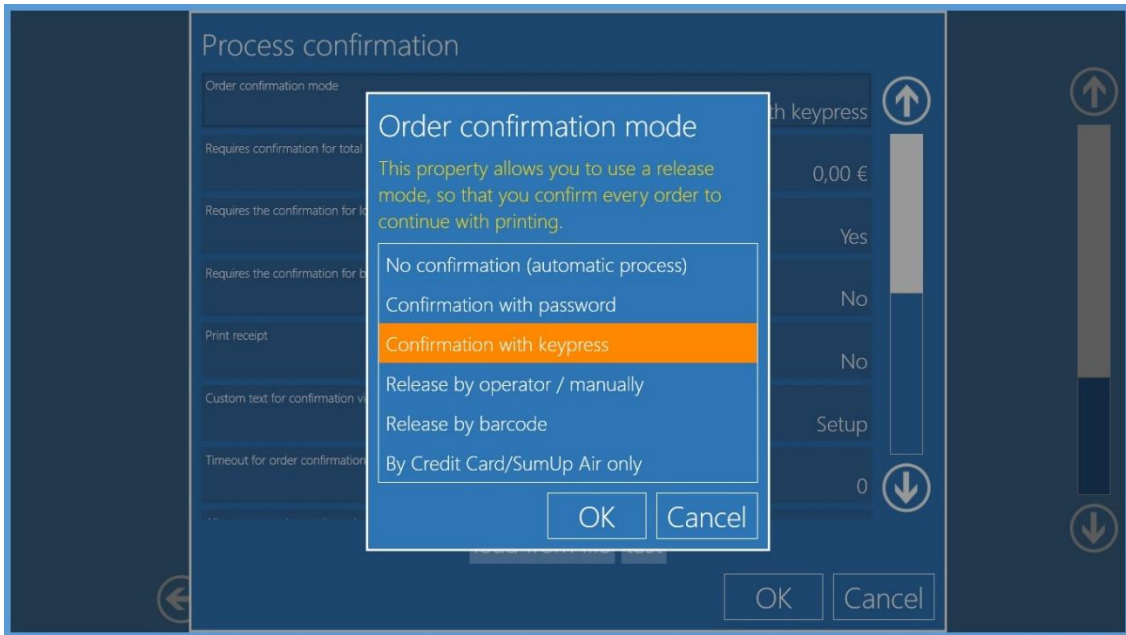 Process confirmation
Order confirmation mode
th keypress
Requires confirmation for total
0,00 €
Requires the confirmation for lo
Yes
Requires the confirmation for b
No
Print receipt
No
Custom text for confirmation vi
Setup
Timeout for order confirmation
0
Order confirmation mode
This property allows you to use a release
mode, so that you confirm every order to
continue with printing.
No confirmation (automatic process)
Confirmation with password
Confirmation with keypress
Release by operator / manually
Release by barcode
By Credit Card/SumUp Air only
OK Cancel
OK Cancel